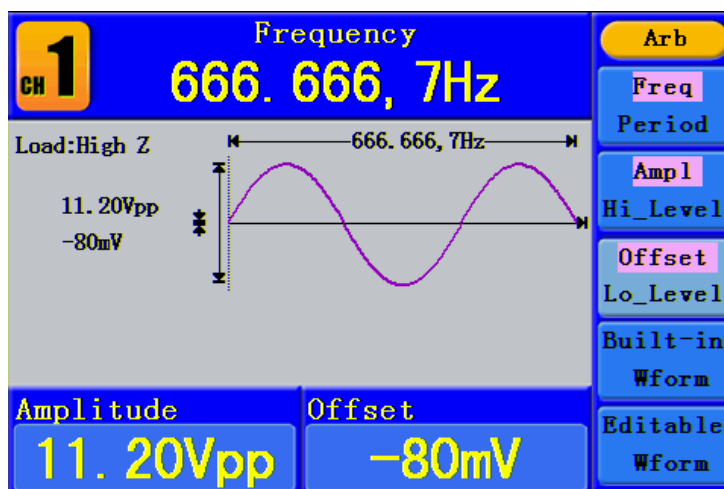 CH 1
Frequency
666.666,7Hz
Load:High Z
666.666,7Hz
11.20Vpp
-80mV
Amplitude
11.20Vpp
Offset
-80mV
Arb
Freq
Period
Ampl
Hi_Level
Offset
Lo_Level
Built-in
Wform
Editable
Wform